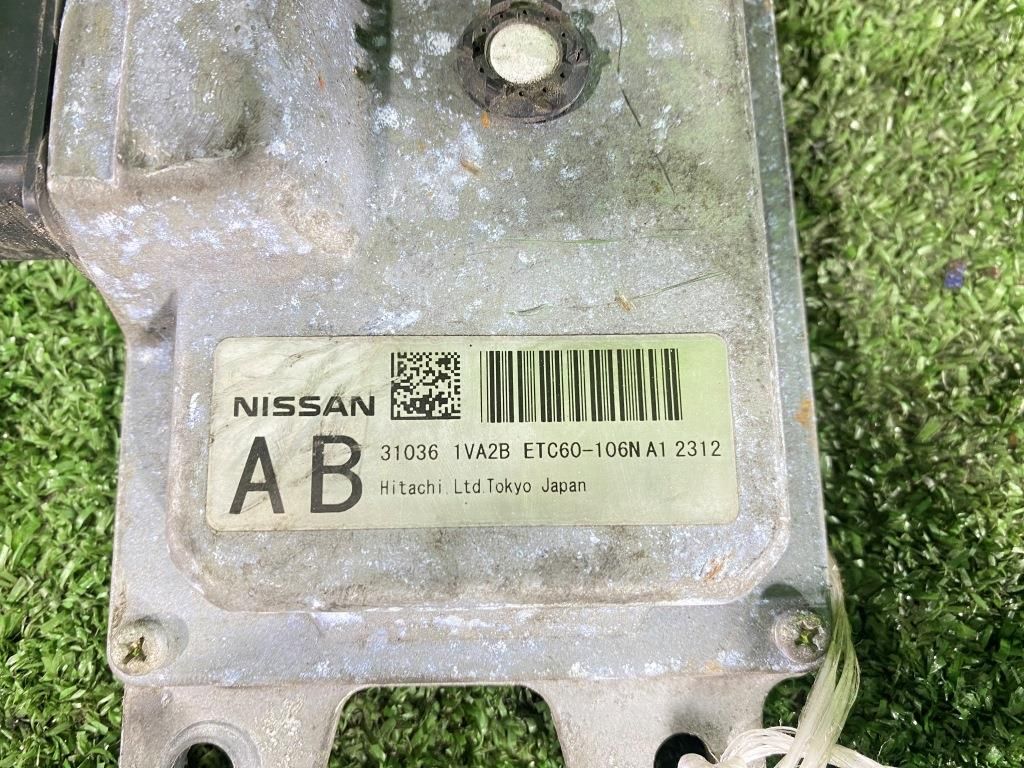 NISSAN
AB
31036 1VA2B ETC60-106N A1 2312
Hitachi, Ltd. Tokyo Japan